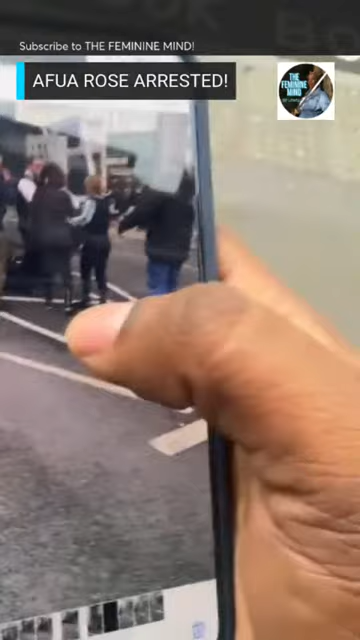 Subscribe to THE FEMININE MIND!
AFUA ROSE ARRESTED!
THE
FEMININE
MIND